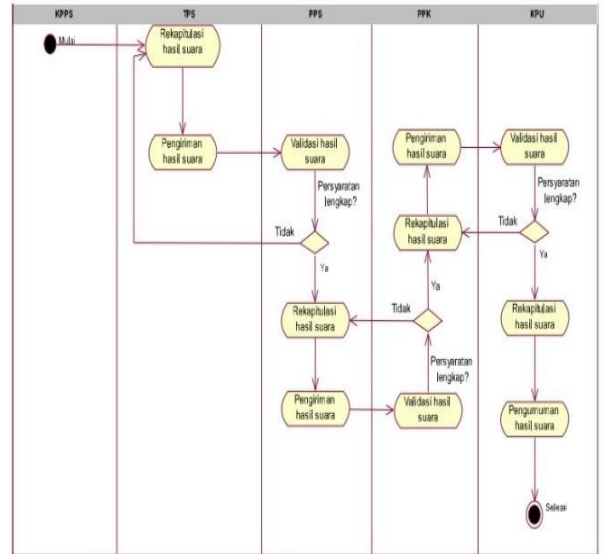 KPPS
TPS
PPS
PPK
KPU
Mulai
Rekapitulasi
hasil suara
Pengiriman
hasil suara
Validasi hasil
suara
Persyaratan
lengkap?
Tidak
Ya
Rekapitulasi
hasil suara
Pengiriman
hasil suara
Validasi hasil
suara
Persyaratan
lengkap?
Tidak
Ya
Rekapitulasi
hasil suara
Pengiriman
hasil suara
Validasi hasil
suara
Persyaratan
lengkap?
Tidak
Ya
Rekapitulasi
hasil suara
Pengumuman
hasil suara
Selesai